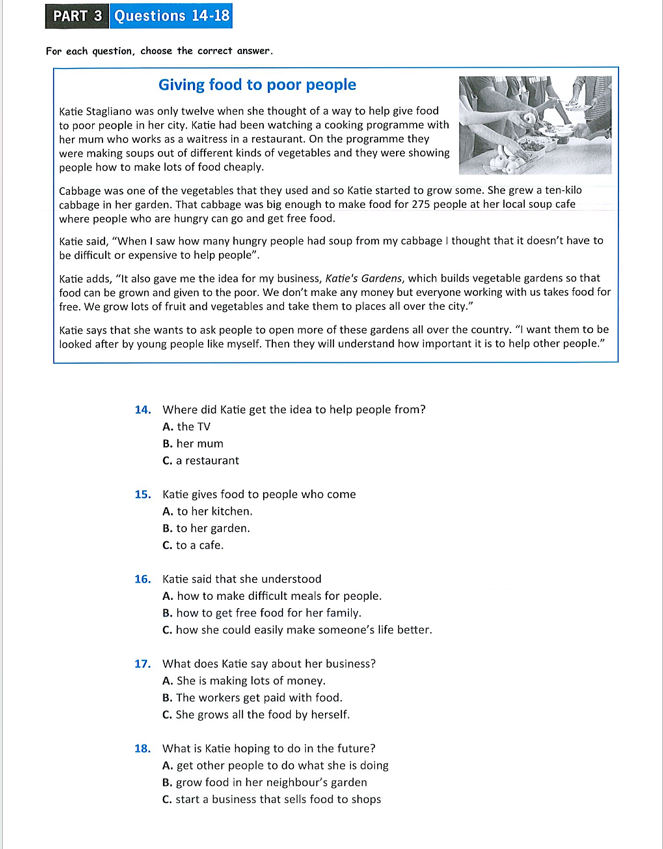 PART 3 Questions 14-18
For each question, choose the correct answer.
Giving food to poor people
Katie Stagliano was only twelve when she thought of a way to help give food
to poor people in her city. Katie had been watching a cooking programme with
her mum who works as a waitress in a restaurant. On the programme they
were making soups out of different kinds of vegetables and they were showing
people how to make lots of food cheaply.
Cabbage was one of the vegetables that they used and so Katie started to grow some. She grew a ten-kilo
cabbage in her garden. That cabbage was big enough to make food for 275 people at her local soup cafe
where people who are hungry can go and get free food.
Katie said, “When I saw how many hungry people had soup from my cabbage I thought that it doesn’t have to
be difficult or expensive to help people”.
Katie adds, “It also gave me the idea for my business, Katie's Gardens, which builds vegetable gardens so that
food can be grown and given to the poor. We don’t make any money but everyone working with us takes food for
free. We grow lots of fruit and vegetables and take them to places all over the city.”
Katie says that she wants to ask people to open more of these gardens all over the country. “I want them to be
looked after by young people like myself. Then they will understand how important it is to help other people.”
14. Where did Katie get the idea to help people from?
A. the TV
B. her mum
C. a restaurant
15. Katie gives food to people who come
A. to her kitchen.
B. to her garden.
C. to a cafe.
16. Katie said that she understood
A. how to make difficult meals for people.
B. how to get free food for her family.
C. how she could easily make someone’s life better.
17. What does Katie say about her business?
A. She is making lots of money.
B. The workers get paid with food.
C. She grows all the food by herself.
18. What is Katie hoping to do in the future?
A. get other people to do what she is doing
B. grow food in her neighbour’s garden
C. start a business that sells food to shops